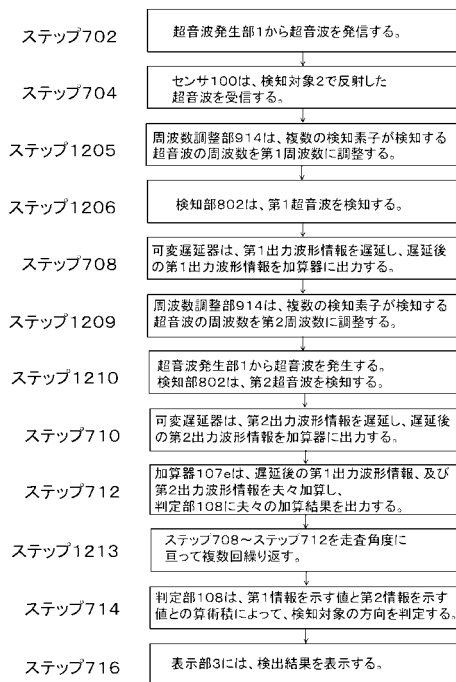 ステップ702
超音波発生部1から超音波を発信する。
ステップ704
センサ100は、検知対象2で反射した
超音波を受信する。
ステップ1205
周波数調整部914は、複数の検知素子が検知する
超音波の周波数を第1周波数に調整する。
ステップ1206
検知部802は、第1超音波を検知する。
ステップ708
可変遅延器は、第1出力波形情報を遅延し、遅延後
の第1出力波形情報を加算器に出力する。
ステップ1209
周波数調整部914は、複数の検知素子が検知する
超音波の周波数を第2周波数に調整する。
ステップ1210
超音波発生部1から超音波を発生する。
検知部802は、第2超音波を検知する。
ステップ710
可変遅延器は、第2出力波形情報を遅延し、遅延後
の第2出力波形情報を加算器に出力する。
ステップ712
加算器107eは、遅延後の第1出力波形情報、及び
第2出力波形情報を夫々加算し、
判定部108に夫々の加算結果を出力する。
ステップ1213
ステップ708～ステップ712を走査角度に
亘って複数回繰り返す。
ステップ714
判定部108は、第1情報を示す値と第2情報を示す
値との算術積によって、検知対象の方向を判定する。
ステップ716
表示部3には、検出結果を表示する。